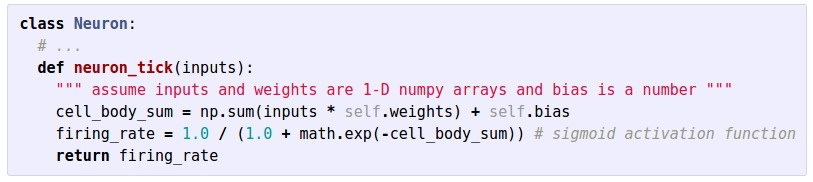 class Neuron:
  # ...
  def neuron_tick(inputs):
    """ assume inputs and weights are 1-D numpy arrays and bias is a number """
    cell_body_sum = np.sum(inputs * self.weights) + self.bias
    firing_rate = 1.0 / (1.0 + math.exp(-cell_body_sum)) # sigmoid activation function
    return firing_rate